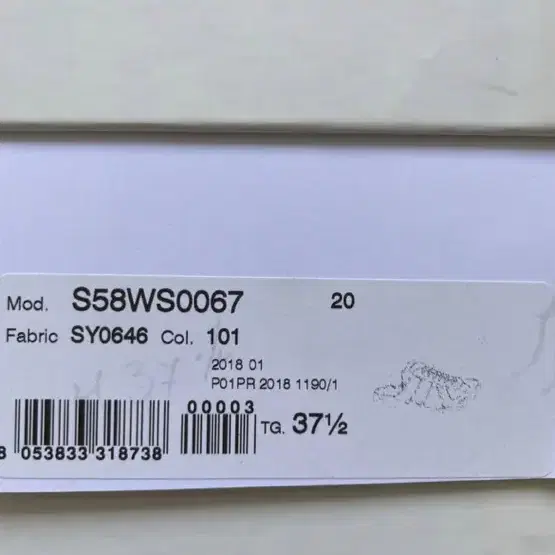 Mod. S58WS0067 20
Fabric SY0646 Col. 101
2018 01
P01PR 2018 1190/1
00003
TG. 37½
8 053833 318738